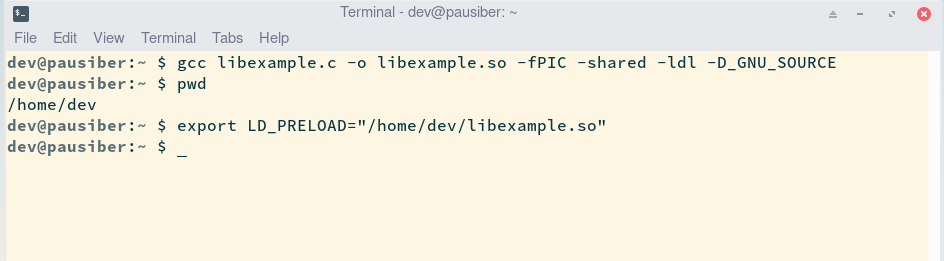 Terminal - dev@pausiber: ~
File Edit View Terminal Tabs Help
dev@pausiber:~ $ gcc libexample.c -o libexample.so -fPIC -shared -ldl -D_GNU_SOURCE
dev@pausiber:~ $ pwd
/home/dev
dev@pausiber:~ $ export LD_PRELOAD="/home/dev/libexample.so"
dev@pausiber:~ $ _